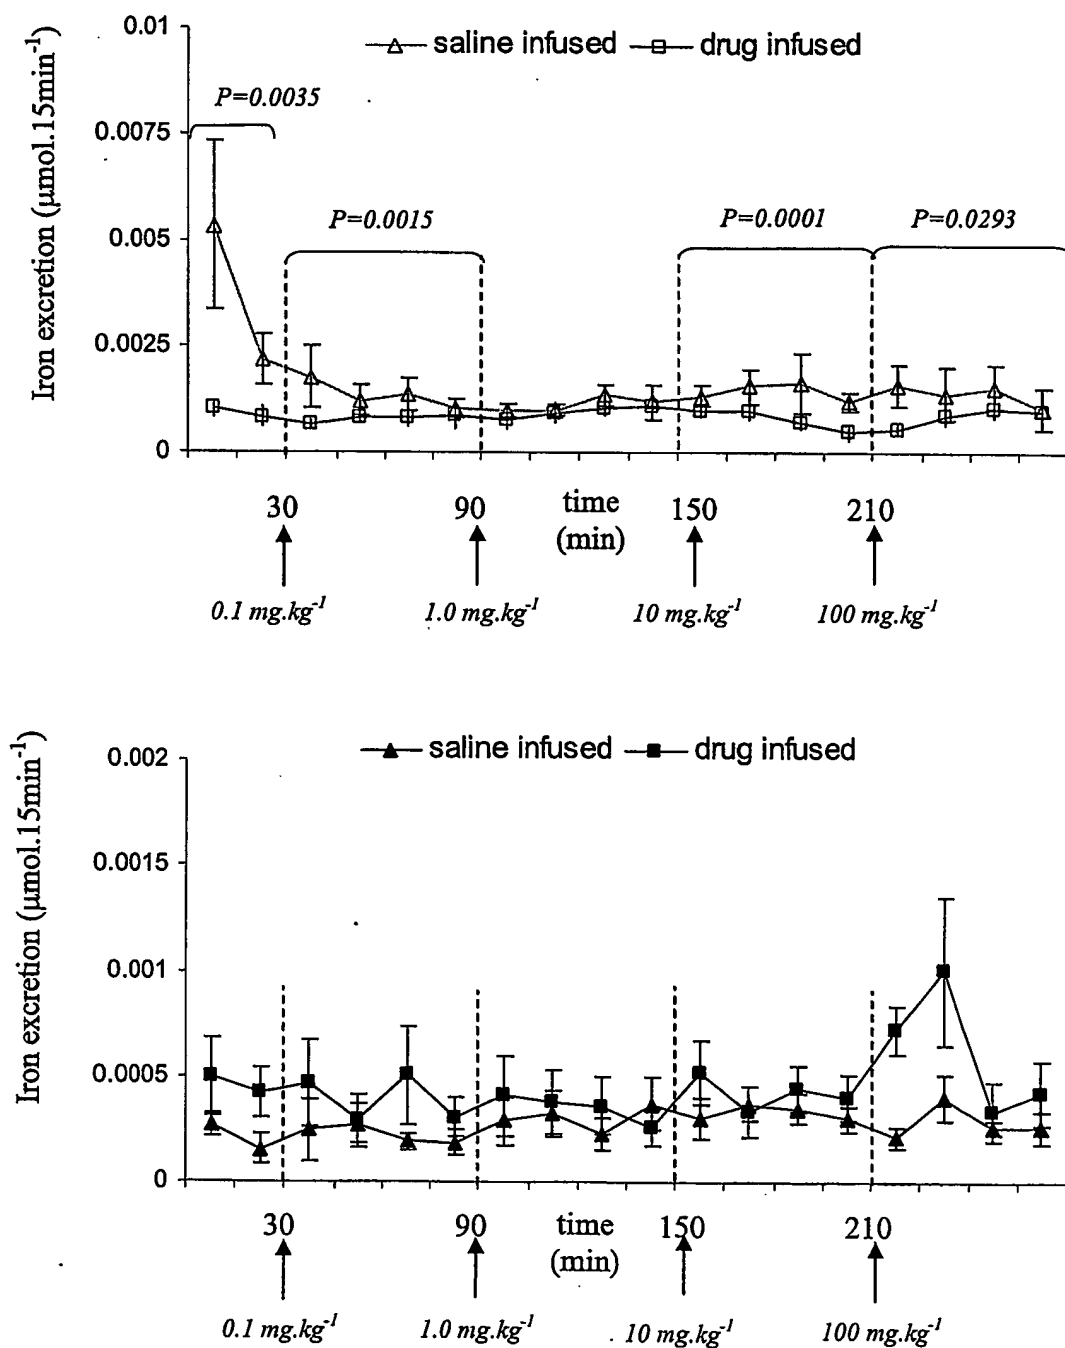 0.01
saline infused drug infused
P=0.0035
0.0075
P=0.0015 P=0.0001 P=0.0293
0.005
0.0025
0
Iron excretion (μmol.15min⁻¹)
30 90 time 150 210
(min)
0.1 mg.kg⁻¹ 1.0 mg.kg⁻¹ 10 mg.kg⁻¹ 100 mg.kg⁻¹
saline infused drug infused
0.002
0.0015
0.001
0.0005
0
Iron excretion (μmol.15min⁻¹)
30 90 time 150 210
(min)
0.1 mg.kg⁻¹ 1.0 mg.kg⁻¹ 10 mg.kg⁻¹ 100 mg.kg⁻¹